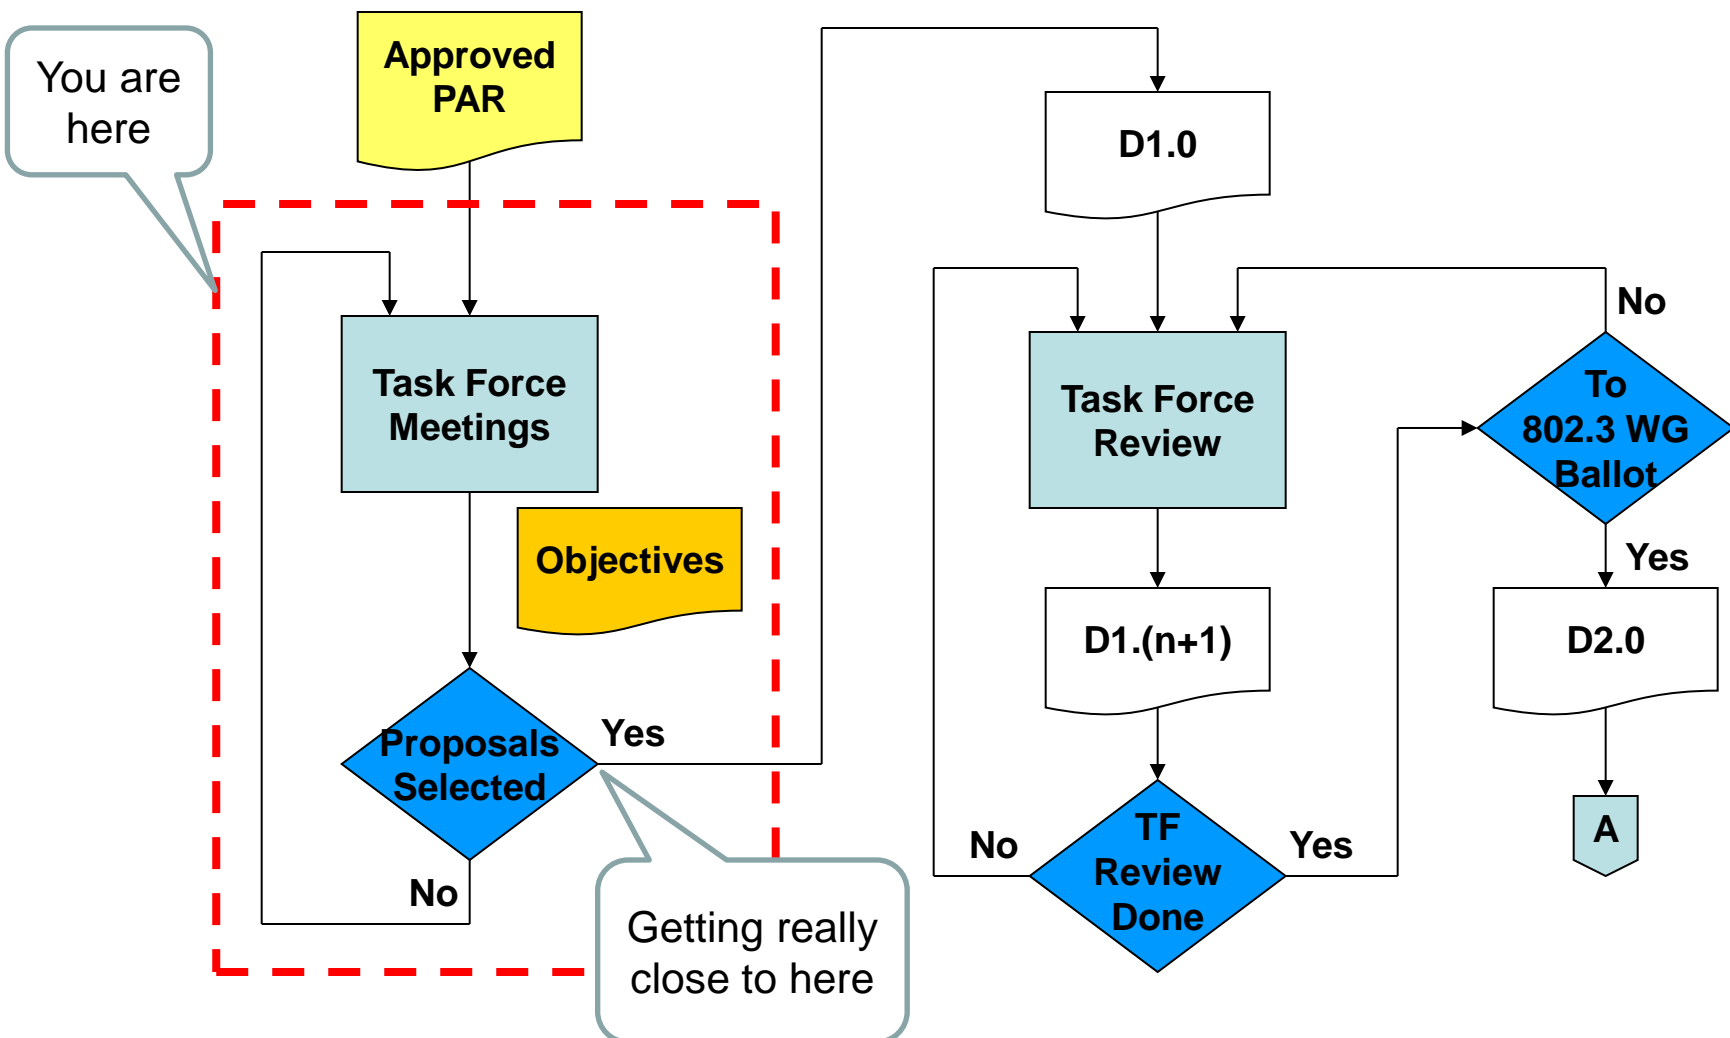 You are
here
Approved
PAR
Task Force
Meetings
Objectives
Proposals
Selected
Yes
No
Getting really
close to here
D1.0
Task Force
Review
D1.(n+1)
TF
Review
Done
No
Yes
No
To
802.3 WG
Ballot
Yes
D2.0
A